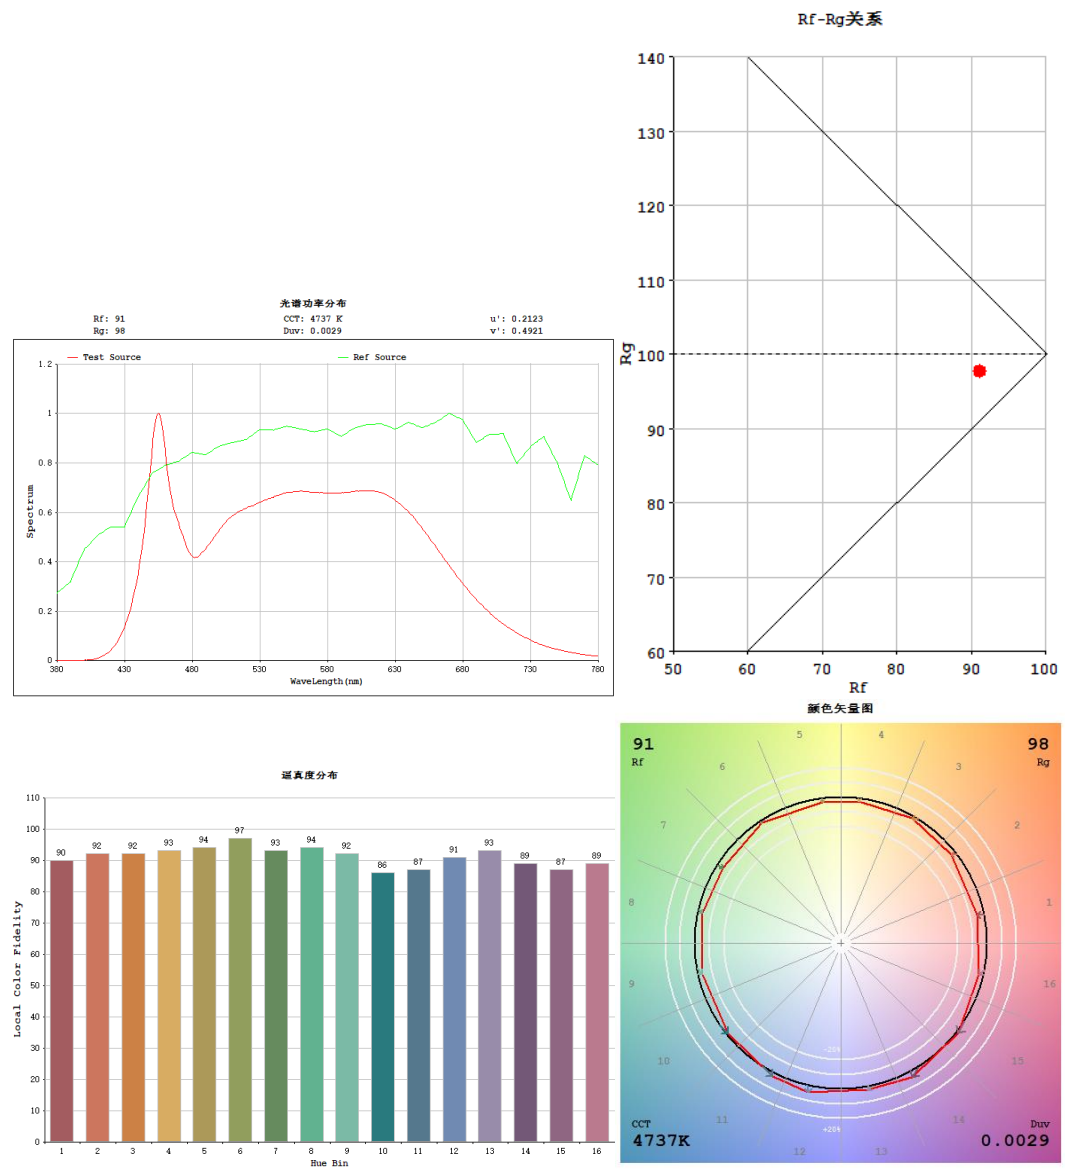 Rf-Rg关系
140
130
120
110
100
90
80
70
60
Rg
50 60 70 80 90 100
Rf
光谱功率分布
Rf: 91 CCT: 4737 K u': 0.2123
Rg: 98 Duv: 0.0029 v': 0.4921
Test Source Ref Source
1.2
1
0.8
0.6
0.4
0.2
0
Spectrum
380 430 480 530 580 630 680 730 780
WaveLength(nm)
逼真度分布
110
100
90
80
70
60
50
40
30
20
10
0
Local Color Fidelity
90 92 92 93 94 97 93 94 92 86 87 91 93 89 87 89
1 2 3 4 5 6 7 8 9 10 11 12 13 14 15 16
Hue Bin
颜色矢量图
91 98
Rf Rg
5 4
6 3
7 2
8 1
9 16
10 15
11 14
12 13
-20%
+20%
CCT Duv
4737K 0.0029